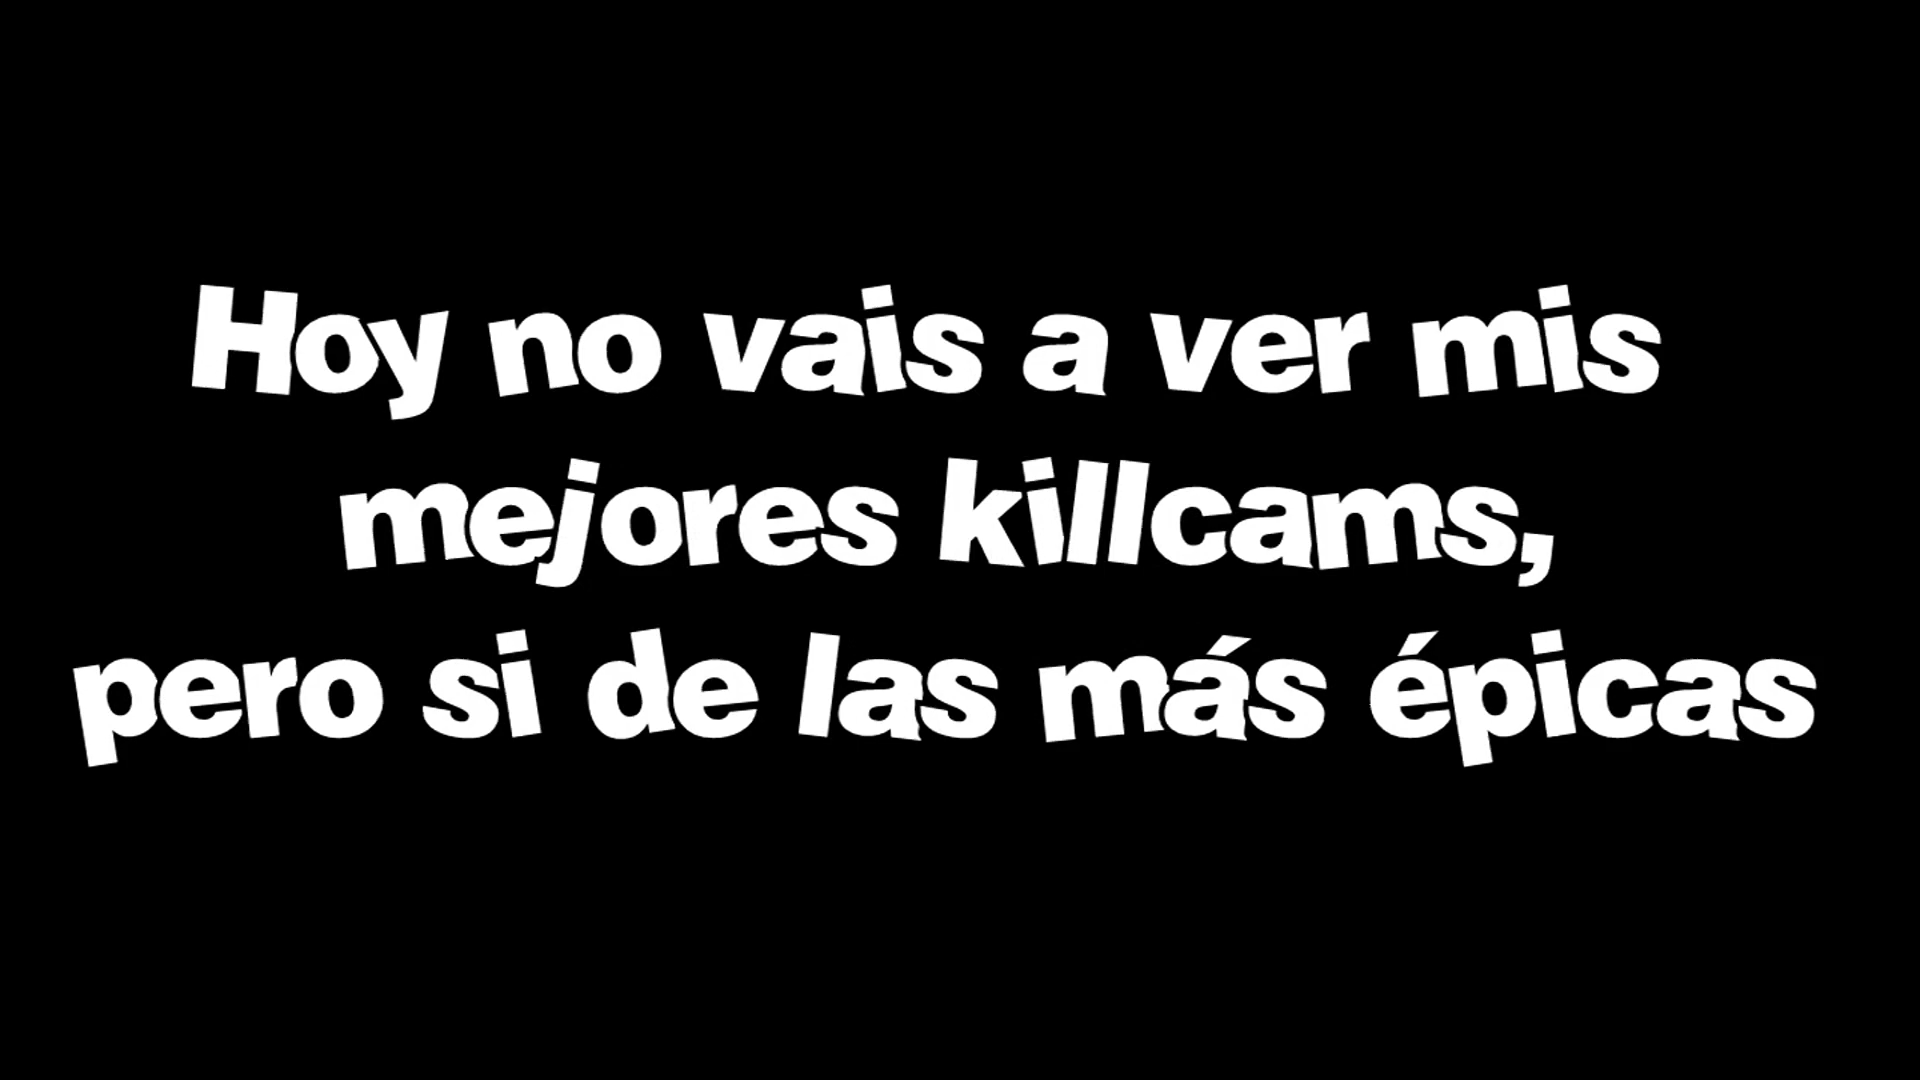 Hoy no vais a ver mis
mejores killcams,
pero si de las más épicas